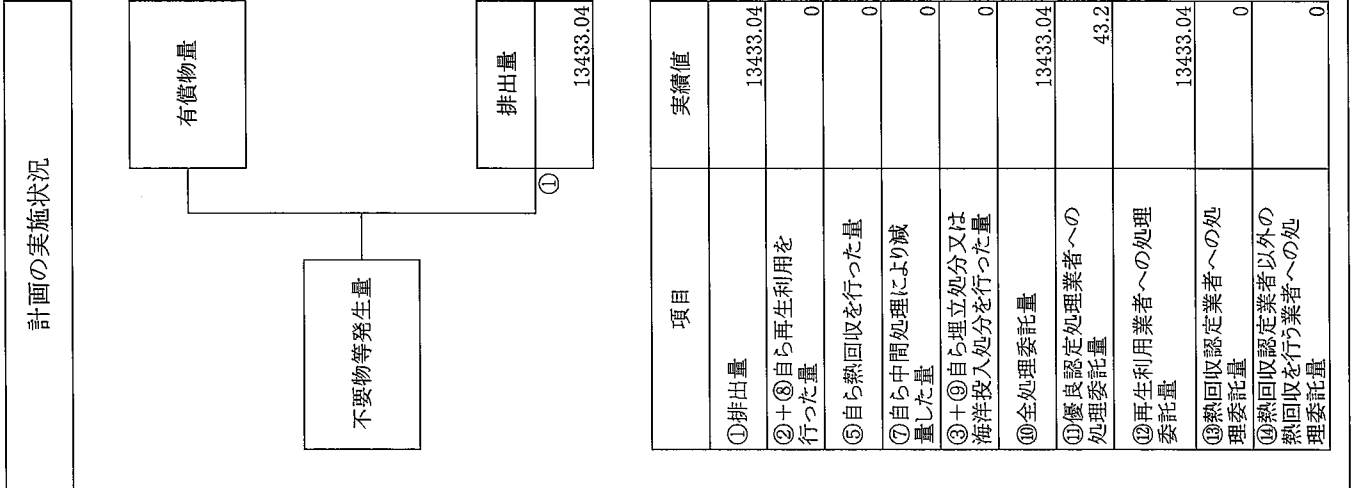 計画の実施状況
有償物量
不要物等発生量
排出量
①
13433.04
項目
実績値
①排出量
13433.04
②+⑧自ら再生利用を
行った量
0
⑤自ら熱回収を行った量
0
⑦自ら中間処理により減
量した量
0
③+⑨自ら埋立処分又は
海洋投入処分を行った量
0
⑩全処理委託量
13433.04
⑪優良認定処理業者への
処理委託量
43.2
⑫再生利用業者への処理
委託量
13433.04
⑬熱回収認定業者への処
理委託量
0
⑭熱回収認定業者以外の
熱回収を行う業者への処
理委託量
0